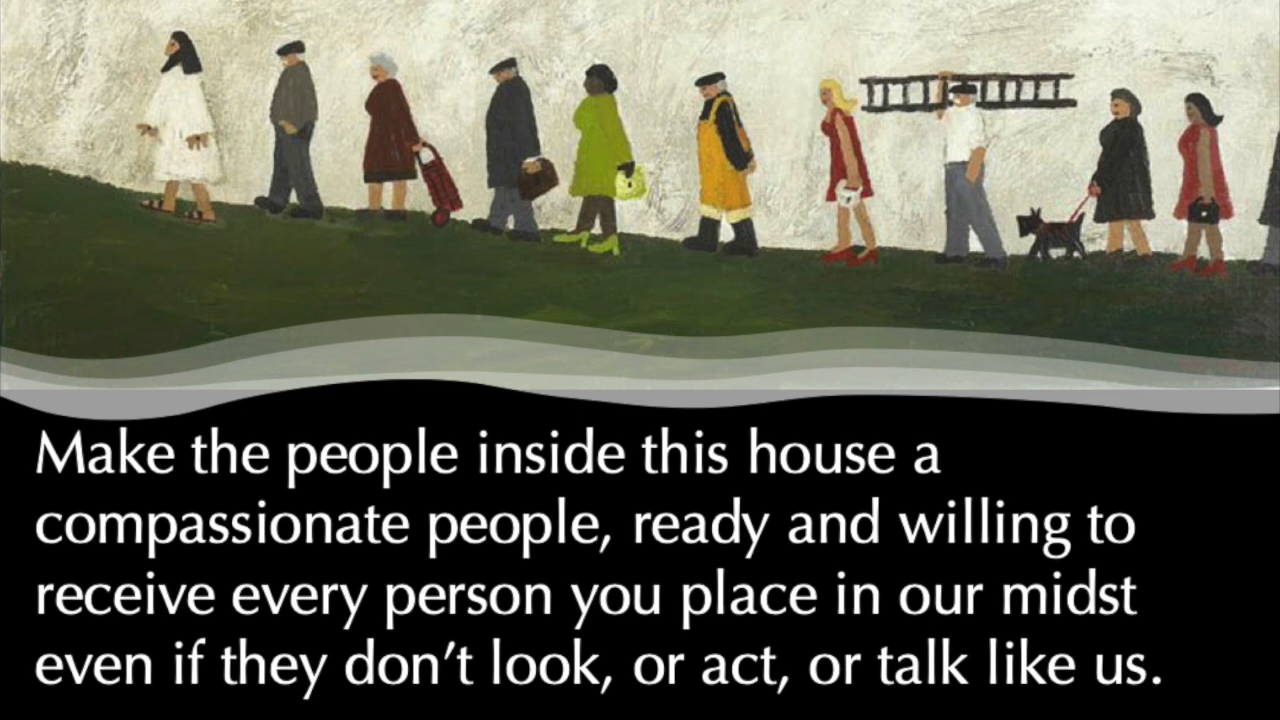 Make the people inside this house a
compassionate people, ready and willing to
receive every person you place in our midst
even if they don’t look, or act, or talk like us.